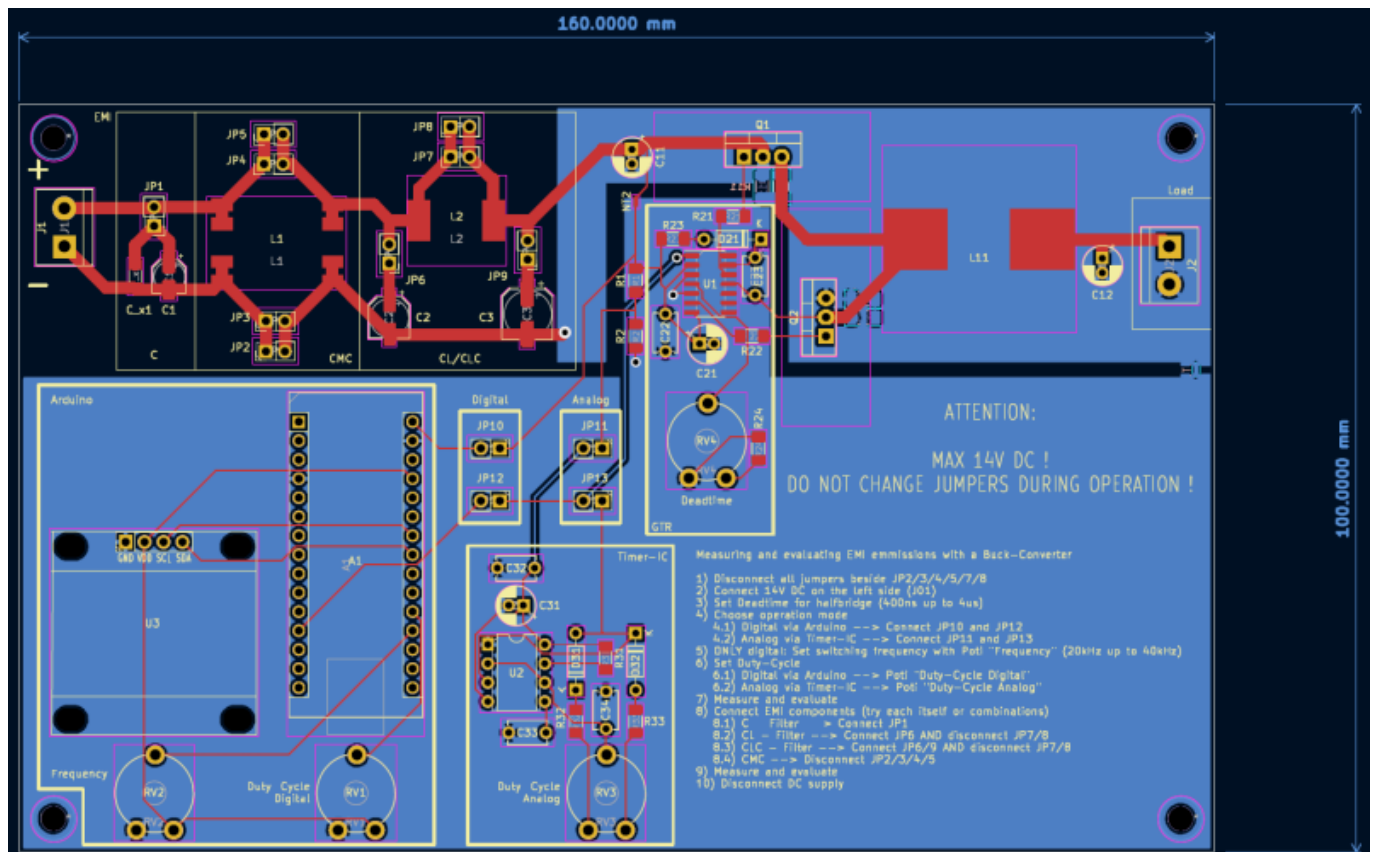 160.0000 mm
EMI
JP5
JP4
JP8
JP7
Q1
C11
JP1
+
J1
J1
L1
L1
L2
L2
JP6
JP9
R21
R23
D21
K
U1
Load
J2
J2
L11
C12
−
C_x1
C1
C2
C3
R1
R2
C22
C21
R22
Q2
JP3
JP2
C
CMC
CL/CLC
Arduino
Digital
Analog
JP10
JP11
JP12
JP13
RV4
R24
Deadtime
GTR
ATTENTION:
MAX 14V DC !
DO NOT CHANGE JUMPERS DURING OPERATION !
100.0000 mm
GND VDD SCL SDA
U3
A1
Timer-IC
C32
C31
U2
D31
R31
D32
K
K
R32
C34
R33
C33
Measuring and evaluating EMI emmissions with a Buck-Converter
1) Disconnect all jumpers beside JP2/3/4/5/7/8
2) Connect 14V DC on the left side (J01)
3) Set Deadtime for halfbridge (400ns up to 4us)
4) Choose operation mode
4.1) Digital via Arduino --> Connect JP10 and JP12
4.2) Analog via Timer-IC --> Connect JP11 and JP13
5) ONLY digital: Set switching frequency with Poti "Frequency" (20kHz up to 40kHz)
6) Set Duty-Cycle
6.1) Digital via Arduino --> Poti "Duty-Cycle Digital"
6.2) Analog via Timer-IC --> Poti "Duty-Cycle Analog"
7) Measure and evaluate
8) Connect EMI components (try each itself or combinations)
8.1) C Filter > Connect JP1
8.2) CL - Filter --> Connect JP6 AND disconnect JP7/8
8.3) CLC - Filter --> Connect JP6/9 AND disconnect JP7/8
8.4) CMC --> Disconnect JP2/3/4/5
9) Measure and evaluate
10) Disconnect DC supply
Frequency
RV2
RV2
Duty Cycle
Digital
RV1
Duty Cycle
Analog
RV3
RV3